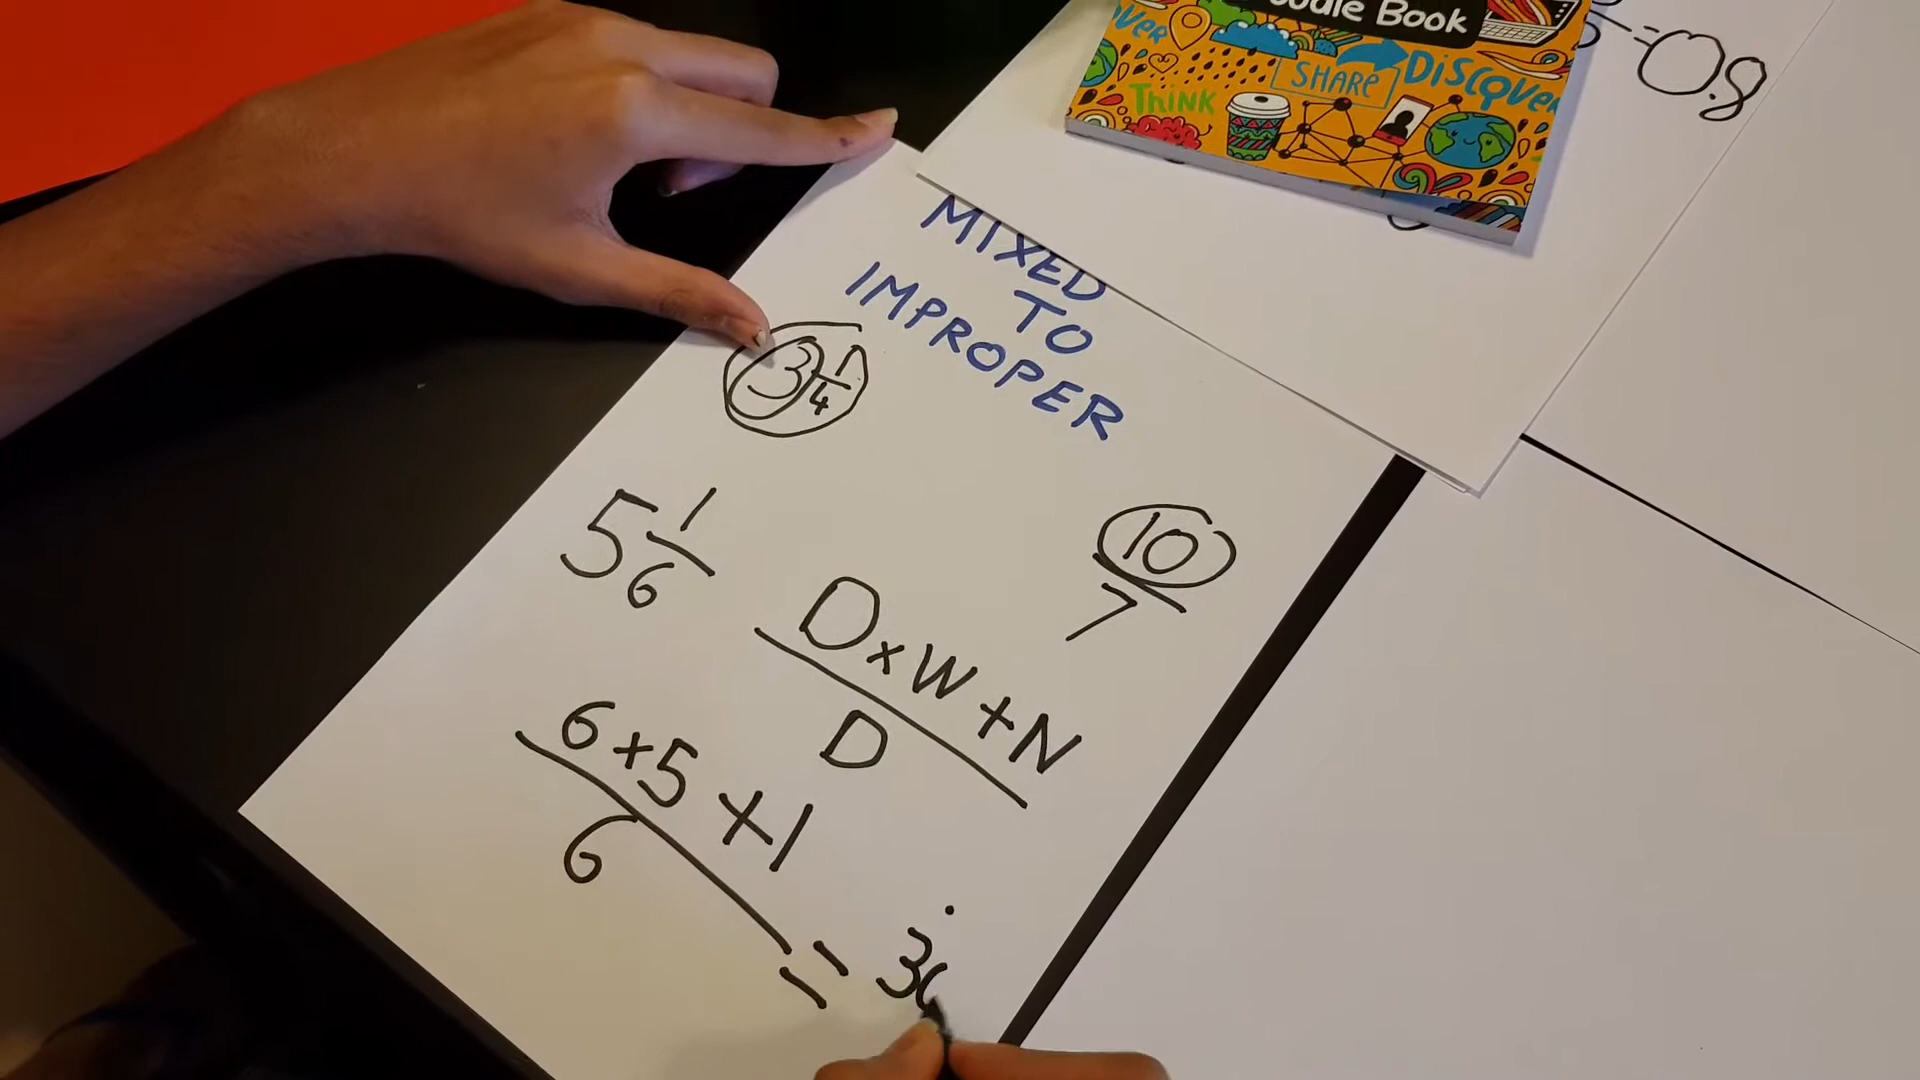 Doodle Book
DiSCOVER
SHARE
THiNK
= 0.8
MIXED
TO
IMPROPER
3 1/4
5 1/6
10/7
D x W + N
D
6 x 5 + 1
6
= 30